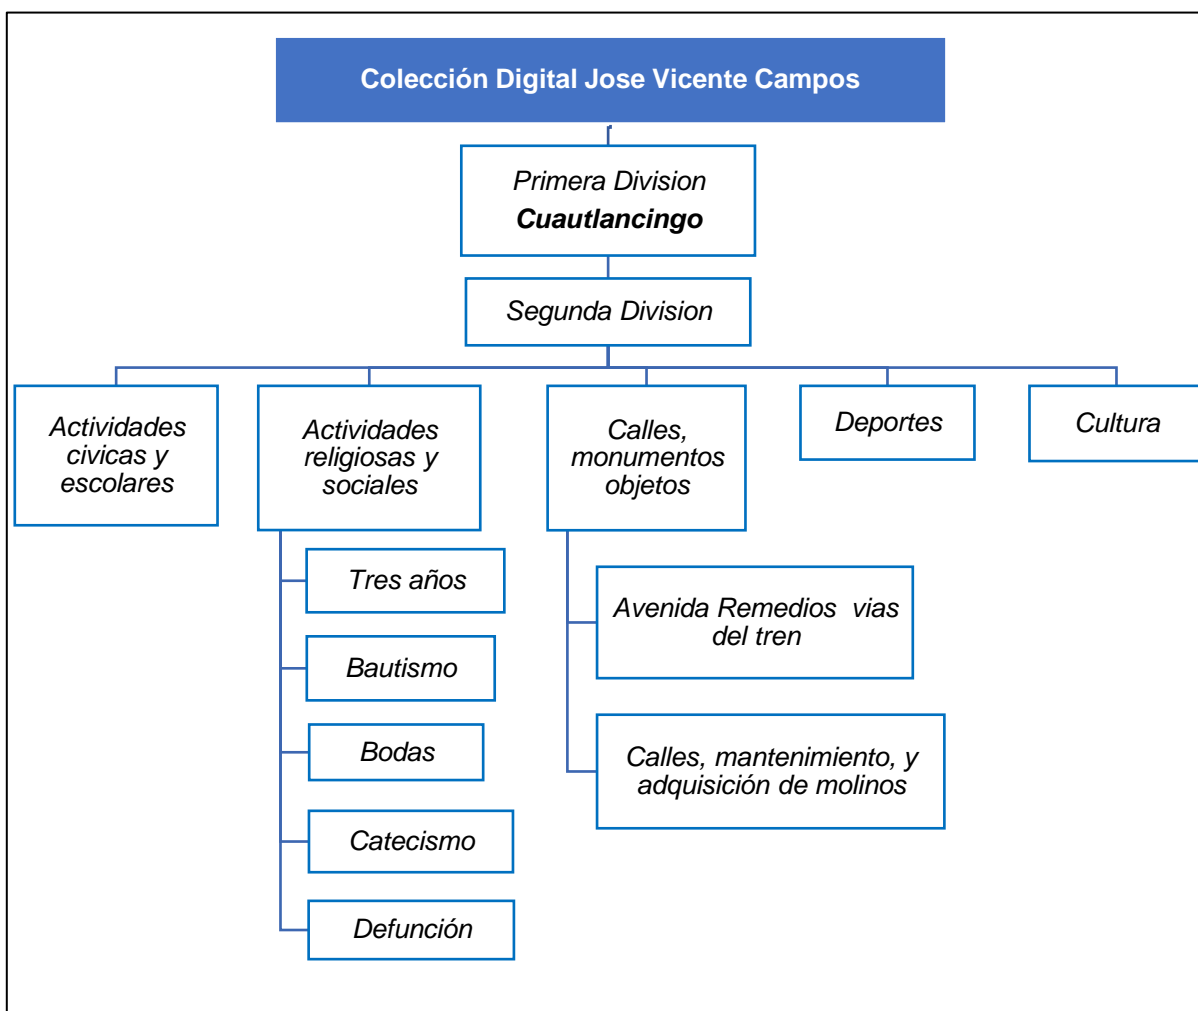 Colección Digital Jose Vicente Campos
Primera Division
Cuautlancingo
Segunda Division
Actividades
civicas y
escolares
Actividades
religiosas y
sociales
Calles,
monumentos
objetos
Deportes
Cultura
Tres años
Bautismo
Bodas
Catecismo
Defunción
Avenida Remedios  vias
del tren
Calles, mantenimiento, y
adquisición de molinos